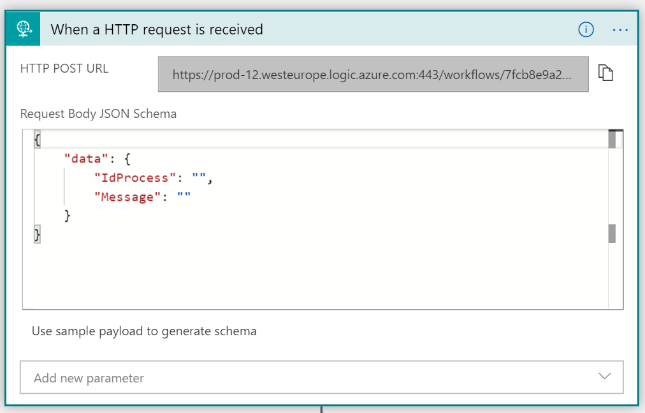 When a HTTP request is received
HTTP POST URL
https://prod-12.westeurope.logic.azure.com:443/workflows/7fcb8e9a2...
Request Body JSON Schema
{
"data": {
"IdProcess": "",
"Message": ""
}
}
Use sample payload to generate schema
Add new parameter